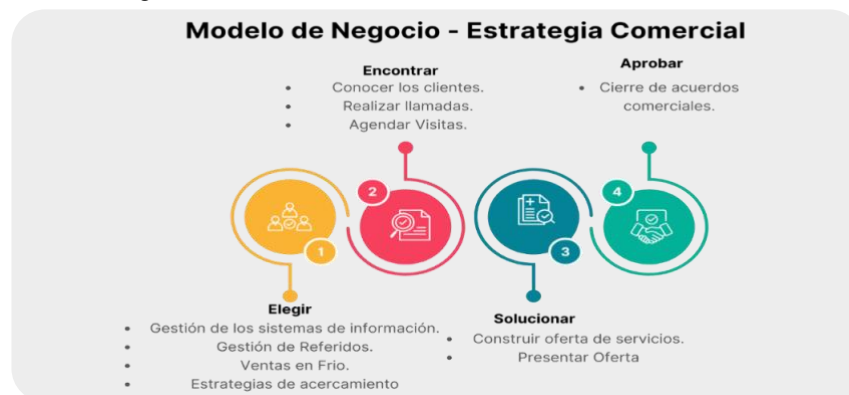 Modelo de Negocio - Estrategia Comercial
Encontrar
• Conocer los clientes.
• Realizar llamadas.
• Agendar Visitas.
Aprobar
• Cierre de acuerdos
comerciales.
1
2
3
4
Elegir
• Gestión de los sistemas de información.
• Gestión de Referidos.
• Ventas en Frio.
• Estrategias de acercamiento
Solucionar
• Construir oferta de servicios.
• Presentar Oferta